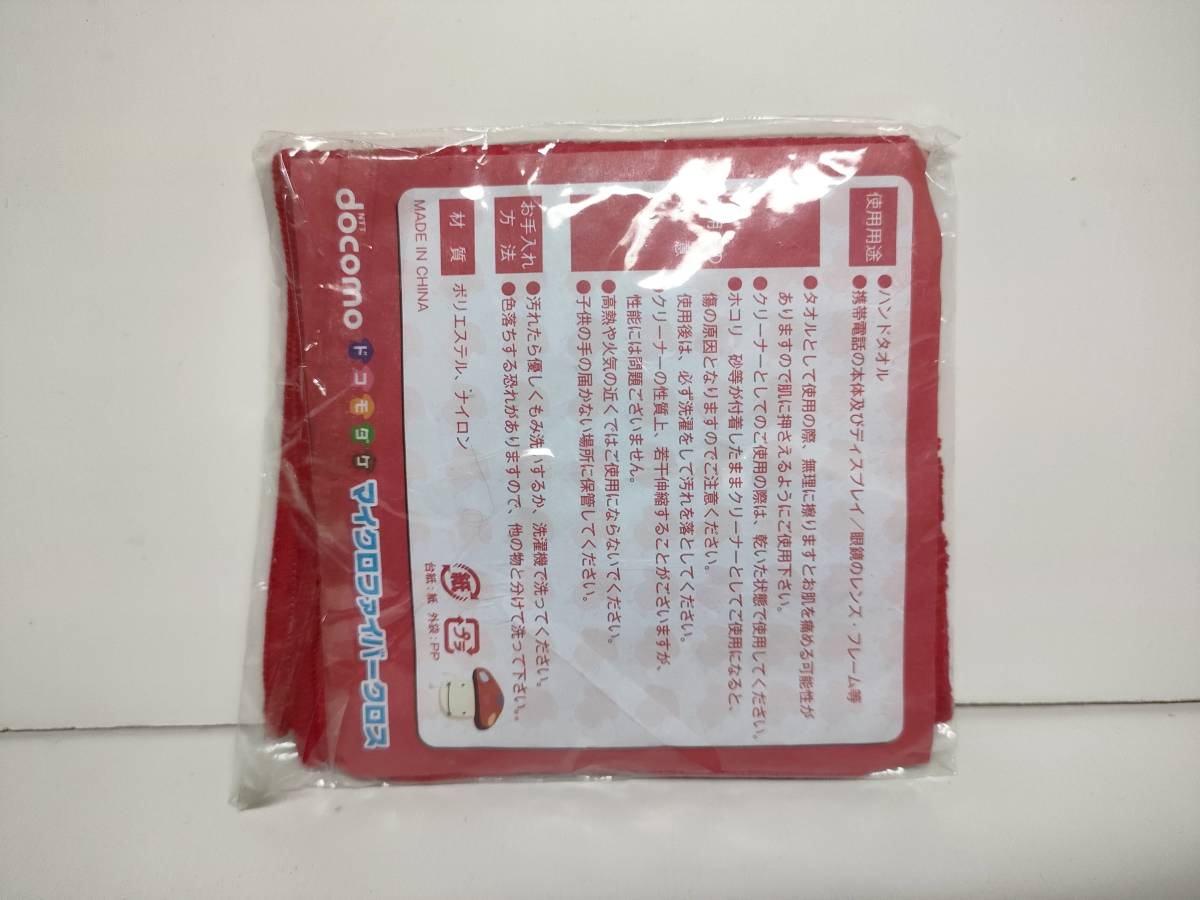 使用用途
●ハンドタオル
●携帯電話の本体及びディスプレイ／眼鏡のレンズ・フレーム等
●タオルとして使用の際、無理に擦りますとお肌を痛める可能性が
ありますので肌に押さえるようにご使用下さい。
●クリーナーとしてのご使用の際は、乾いた状態で使用してください。
●ホコリ 砂等が付着したままクリーナーとしてご使用になると、
傷の原因となりますのでご注意ください。
使用後は、必ず洗濯をして汚れを落としてください。
クリーナーの性質上、若干伸縮することがございますが、
性能には問題ございません。
●高熱や火気の近くではご使用にならないでください。
●子供の手の届かない場所に保管してください。
お手入れ
方法
●汚れたら優しくもみ洗いするか、洗濯機で洗ってください。
●色落ちする恐れがありますので、他の物と分けて洗って下さい。
材質
ポリエステル、ナイロン
MADE IN CHINA
紙
プラ
台紙：紙 外袋：PP
NTT
docomo
ドコモダケ
マイクロファイバークロス